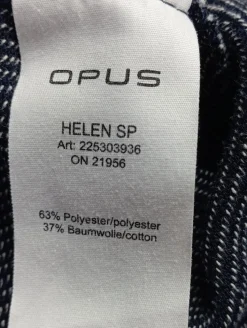 OPUS
HELEN SP
Art: 225303936
ON 21956
63% Polyester/polyester
37% Baumwolle/cotton